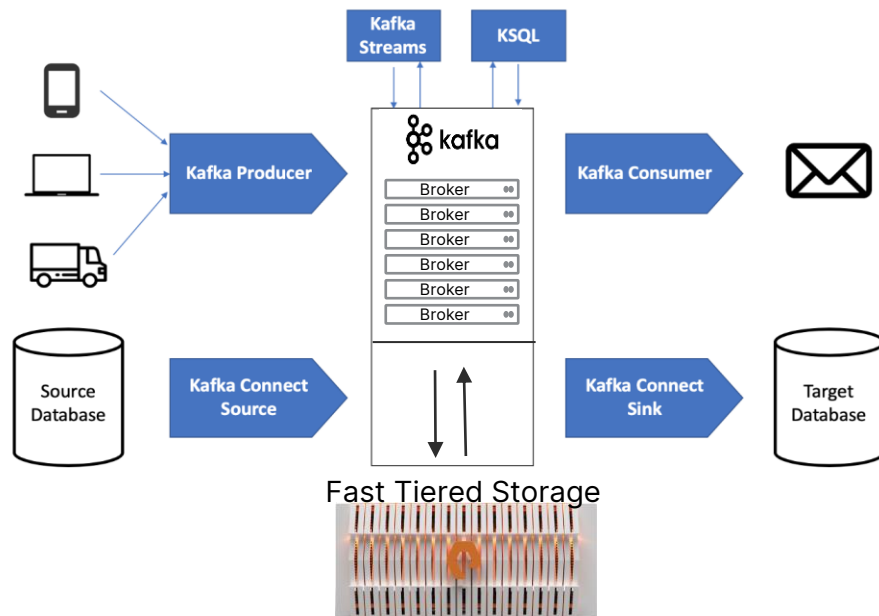 Kafka
Streams
KSQL
kafka
Kafka Producer
Kafka Consumer
Broker
Broker
Broker
Broker
Broker
Broker
Source
Database
Kafka Connect
Source
Kafka Connect
Sink
Target
Database
Fast Tiered Storage